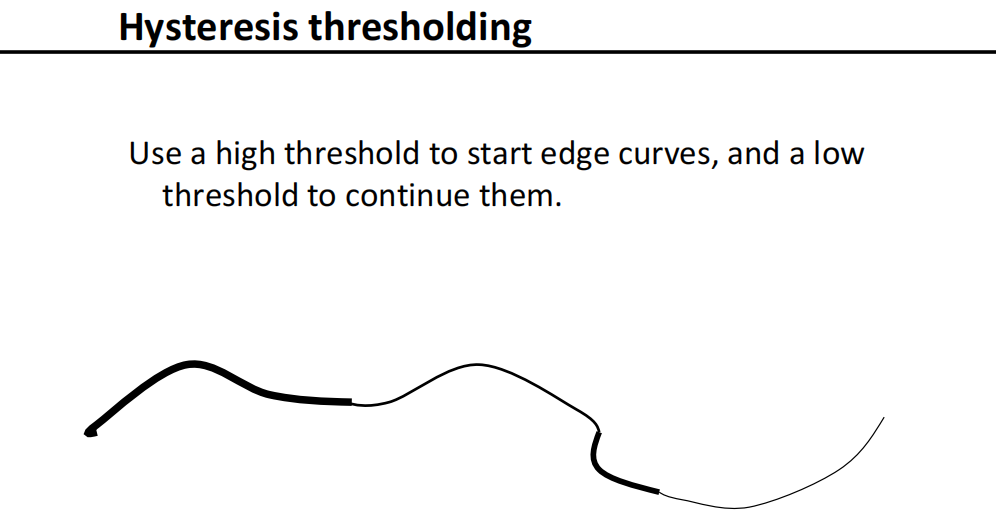 Hysteresis thresholding
Use a high threshold to start edge curves, and a low
threshold to continue them.